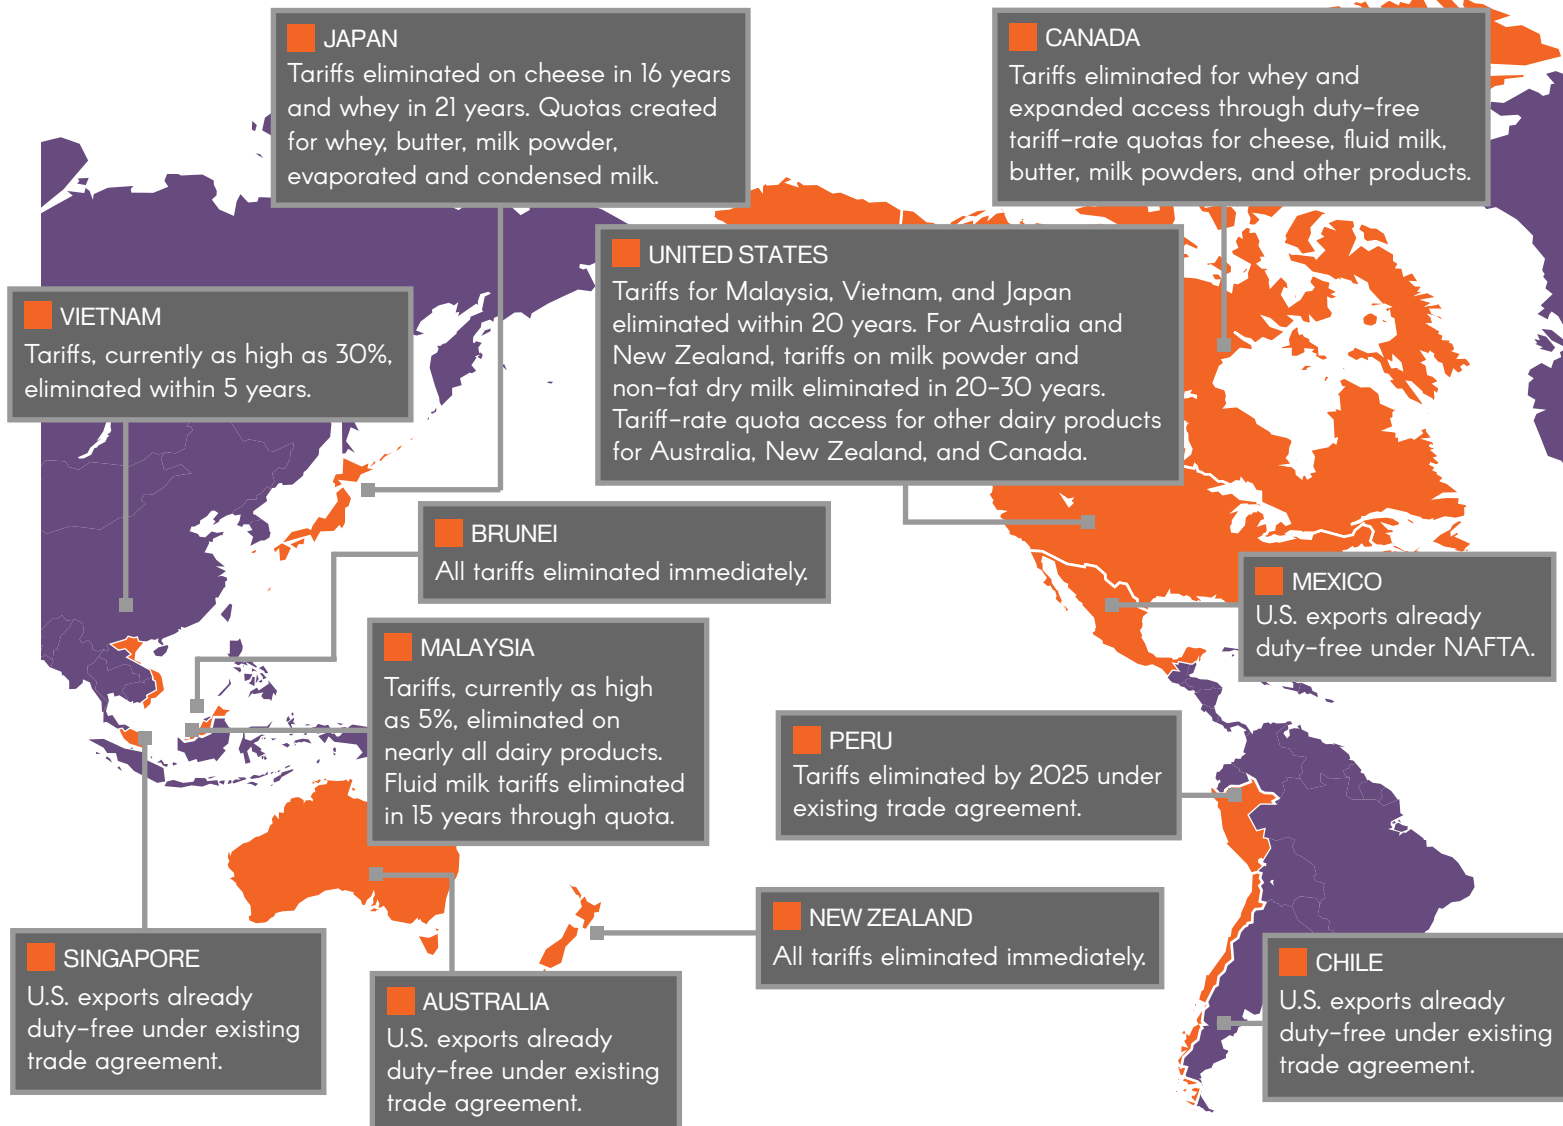 JAPAN
Tariffs eliminated on cheese in 16 years
and whey in 21 years. Quotas created
for whey, butter, milk powder,
evaporated and condensed milk.
CANADA
Tariffs eliminated for whey and
expanded access through duty-free
tariff-rate quotas for cheese, fluid milk,
butter, milk powders, and other products.
UNITED STATES
Tariffs for Malaysia, Vietnam, and Japan
eliminated within 20 years. For Australia and
New Zealand, tariffs on milk powder and
non-fat dry milk eliminated in 20-30 years.
Tariff-rate quota access for other dairy products
for Australia, New Zealand, and Canada.
VIETNAM
Tariffs, currently as high as 30%,
eliminated within 5 years.
BRUNEI
All tariffs eliminated immediately.
MEXICO
U.S. exports already
duty-free under NAFTA.
MALAYSIA
Tariffs, currently as high
as 5%, eliminated on
nearly all dairy products.
Fluid milk tariffs eliminated
in 15 years through quota.
PERU
Tariffs eliminated by 2025 under
existing trade agreement.
NEW ZEALAND
All tariffs eliminated immediately.
SINGAPORE
U.S. exports already
duty-free under existing
trade agreement.
AUSTRALIA
U.S. exports already
duty-free under existing
trade agreement.
CHILE
U.S. exports already
duty-free under existing
trade agreement.